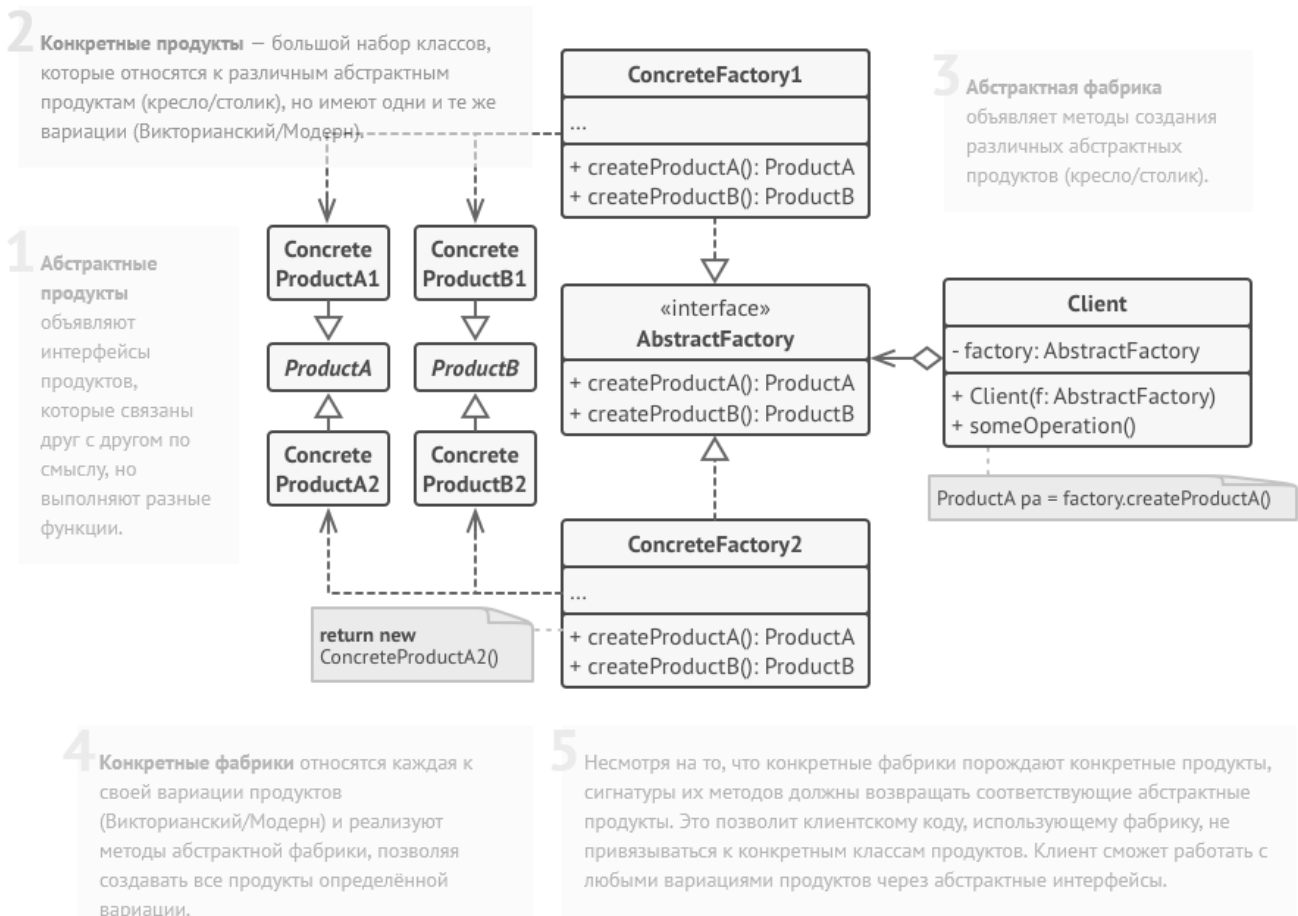 2
Конкретные продукты — большой набор классов,
которые относятся к различным абстрактным
продуктам (кресло/столик), но имеют одни и те же
вариации (Викторианский/Модерн).
ConcreteFactory1
...
+ createProductA(): ProductA
+ createProductB(): ProductB
3
Абстрактная фабрика
объявляет методы создания
различных абстрактных
продуктов (кресло/столик).
1
Абстрактные
продукты
объявляют
интерфейсы
продуктов,
которые связаны
друг с другом по
смыслу, но
выполняют разные
функции.
Concrete
ProductA1
Concrete
ProductB1
ProductA
ProductB
Concrete
ProductA2
Concrete
ProductB2
«interface»
AbstractFactory
+ createProductA(): ProductA
+ createProductB(): ProductB
Client
- factory: AbstractFactory
+ Client(f: AbstractFactory)
+ someOperation()
ProductA pa = factory.createProductA()
ConcreteFactory2
...
+ createProductA(): ProductA
+ createProductB(): ProductB
return new
ConcreteProductA2()
4
Конкретные фабрики относятся каждая к
своей вариации продуктов
(Викторианский/Модерн) и реализуют
методы абстрактной фабрики, позволяя
создавать все продукты определённой
вариации.
5
Несмотря на то, что конкретные фабрики порождают конкретные продукты,
сигнатуры их методов должны возвращать соответствующие абстрактные
продукты. Это позволит клиентскому коду, использующему фабрику, не
привязываться к конкретным классам продуктов. Клиент сможет работать с
любыми вариациями продуктов через абстрактные интерфейсы.